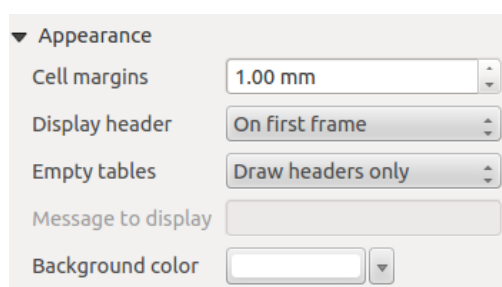 Appearance
Cell margins 1.00 mm
Display header On first frame
Empty tables Draw headers only
Message to display
Background color